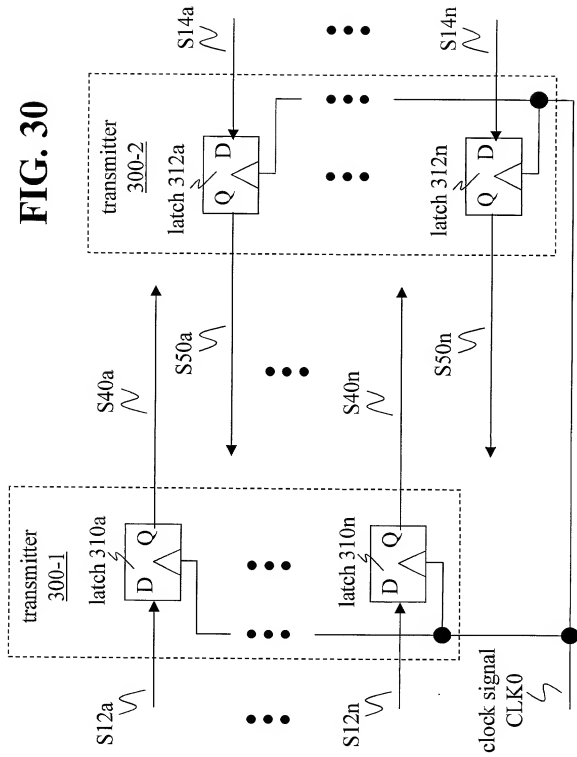 FIG. 30
transmitter
300-1
transmitter
300-2
S12a
latch 310a
D Q
S40a
S50a
latch 312a
Q D
S14a
S12n
latch 310n
D Q
S40n
S50n
latch 312n
Q D
S14n
clock signal
CLK0